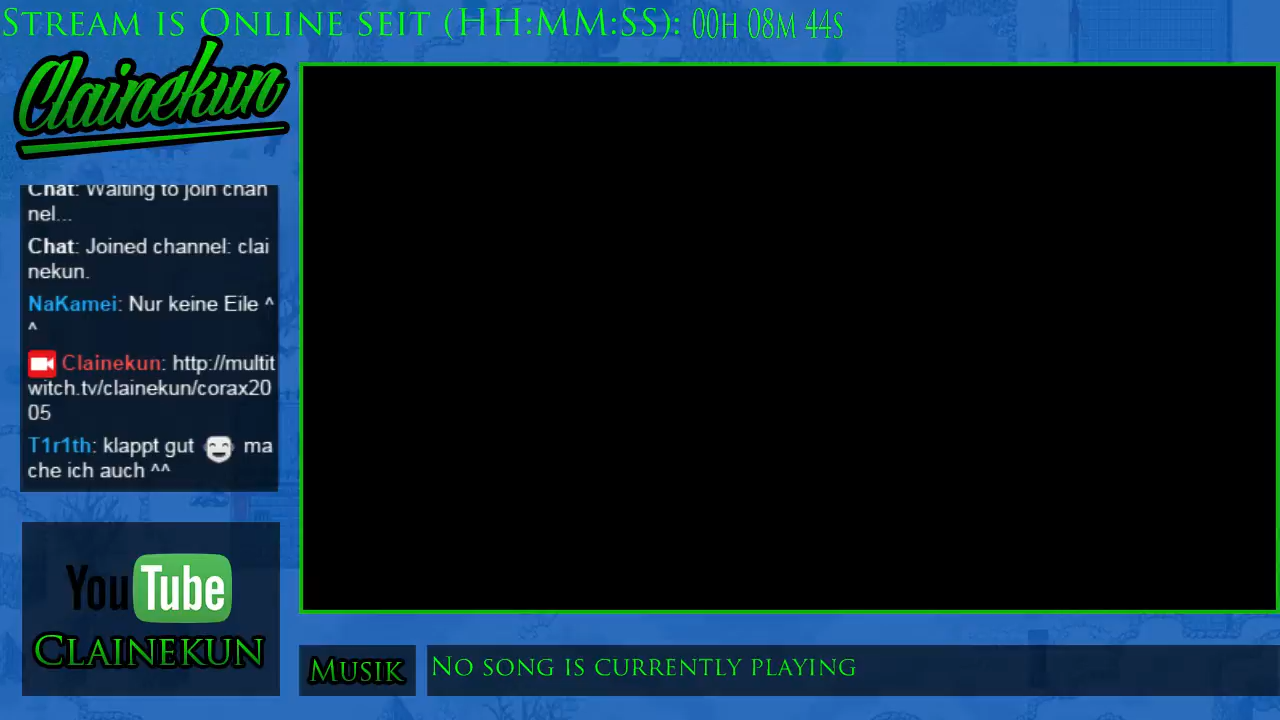 Stream is Online seit (HH:MM:SS): 00h 08m 44s
Clainekun
Chat: Waiting to join chan
nel...
Chat: Joined channel: clai
nekun.
NaKamei: Nur keine Eile ^
^
Clainekun: http://multit
witch.tv/clainekun/corax20
05
T1r1th: klappt gut ma
che ich auch ^^
YouTube
Clainekun
Musik
No song is currently playing